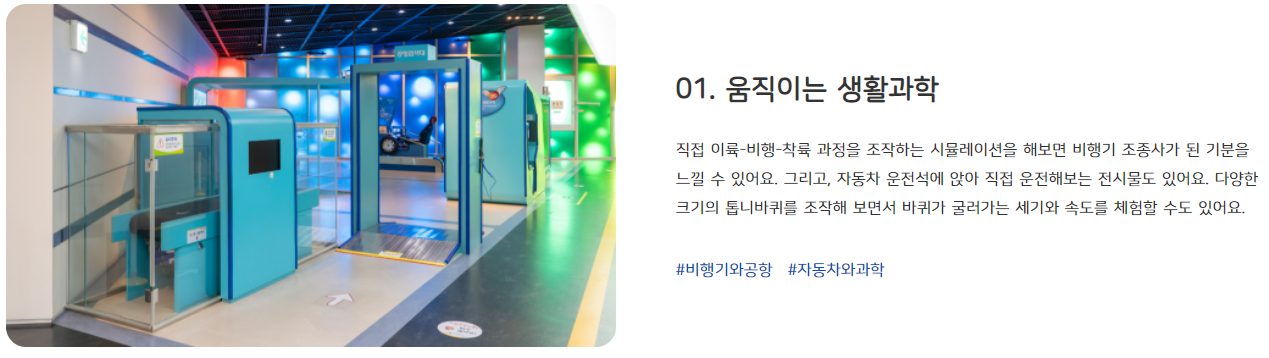 01. 움직이는 생활과학
직접 이륙-비행-착륙 과정을 조작하는 시뮬레이션을 해보면 비행기 조종사가 된 기분을
느낄 수 있어요. 그리고, 자동차 운전석에 앉아 직접 운전해보는 전시물도 있어요. 다양한
크기의 톱니바퀴를 조작해 보면서 바퀴가 굴러가는 세기와 속도를 체험할 수도 있어요.
#비행기와공항 #자동차와과학